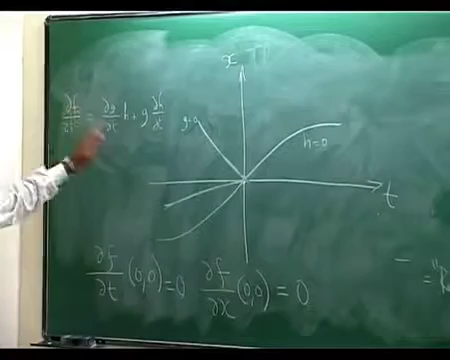 x
∂f/∂t = ∂g/∂t h + g ∂h/∂t
g=0
h=0
t
∂f/∂t (0,0) = 0 ∂f/∂x (0,0) = 0